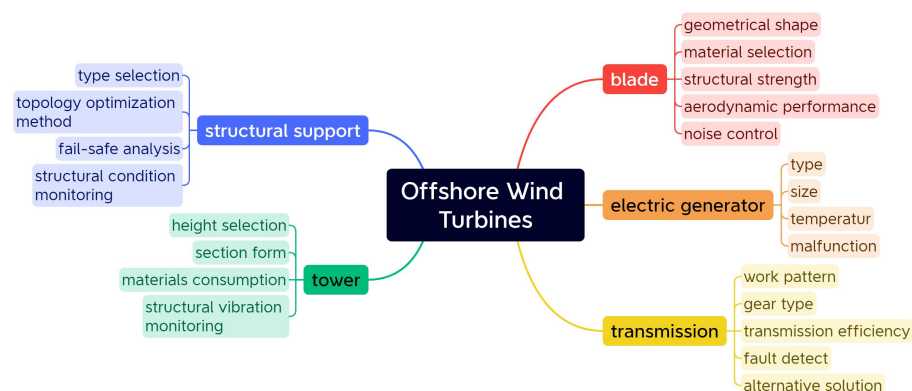 Offshore Wind
Turbines
structural support
type selection
topology optimization
method
fail-safe analysis
structural condition
monitoring
tower
height selection
section form
materials consumption
structural vibration
monitoring
blade
geometrical shape
material selection
structural strength
aerodynamic performance
noise control
electric generator
type
size
temperatur
malfunction
transmission
work pattern
gear type
transmission efficiency
fault detect
alternative solution